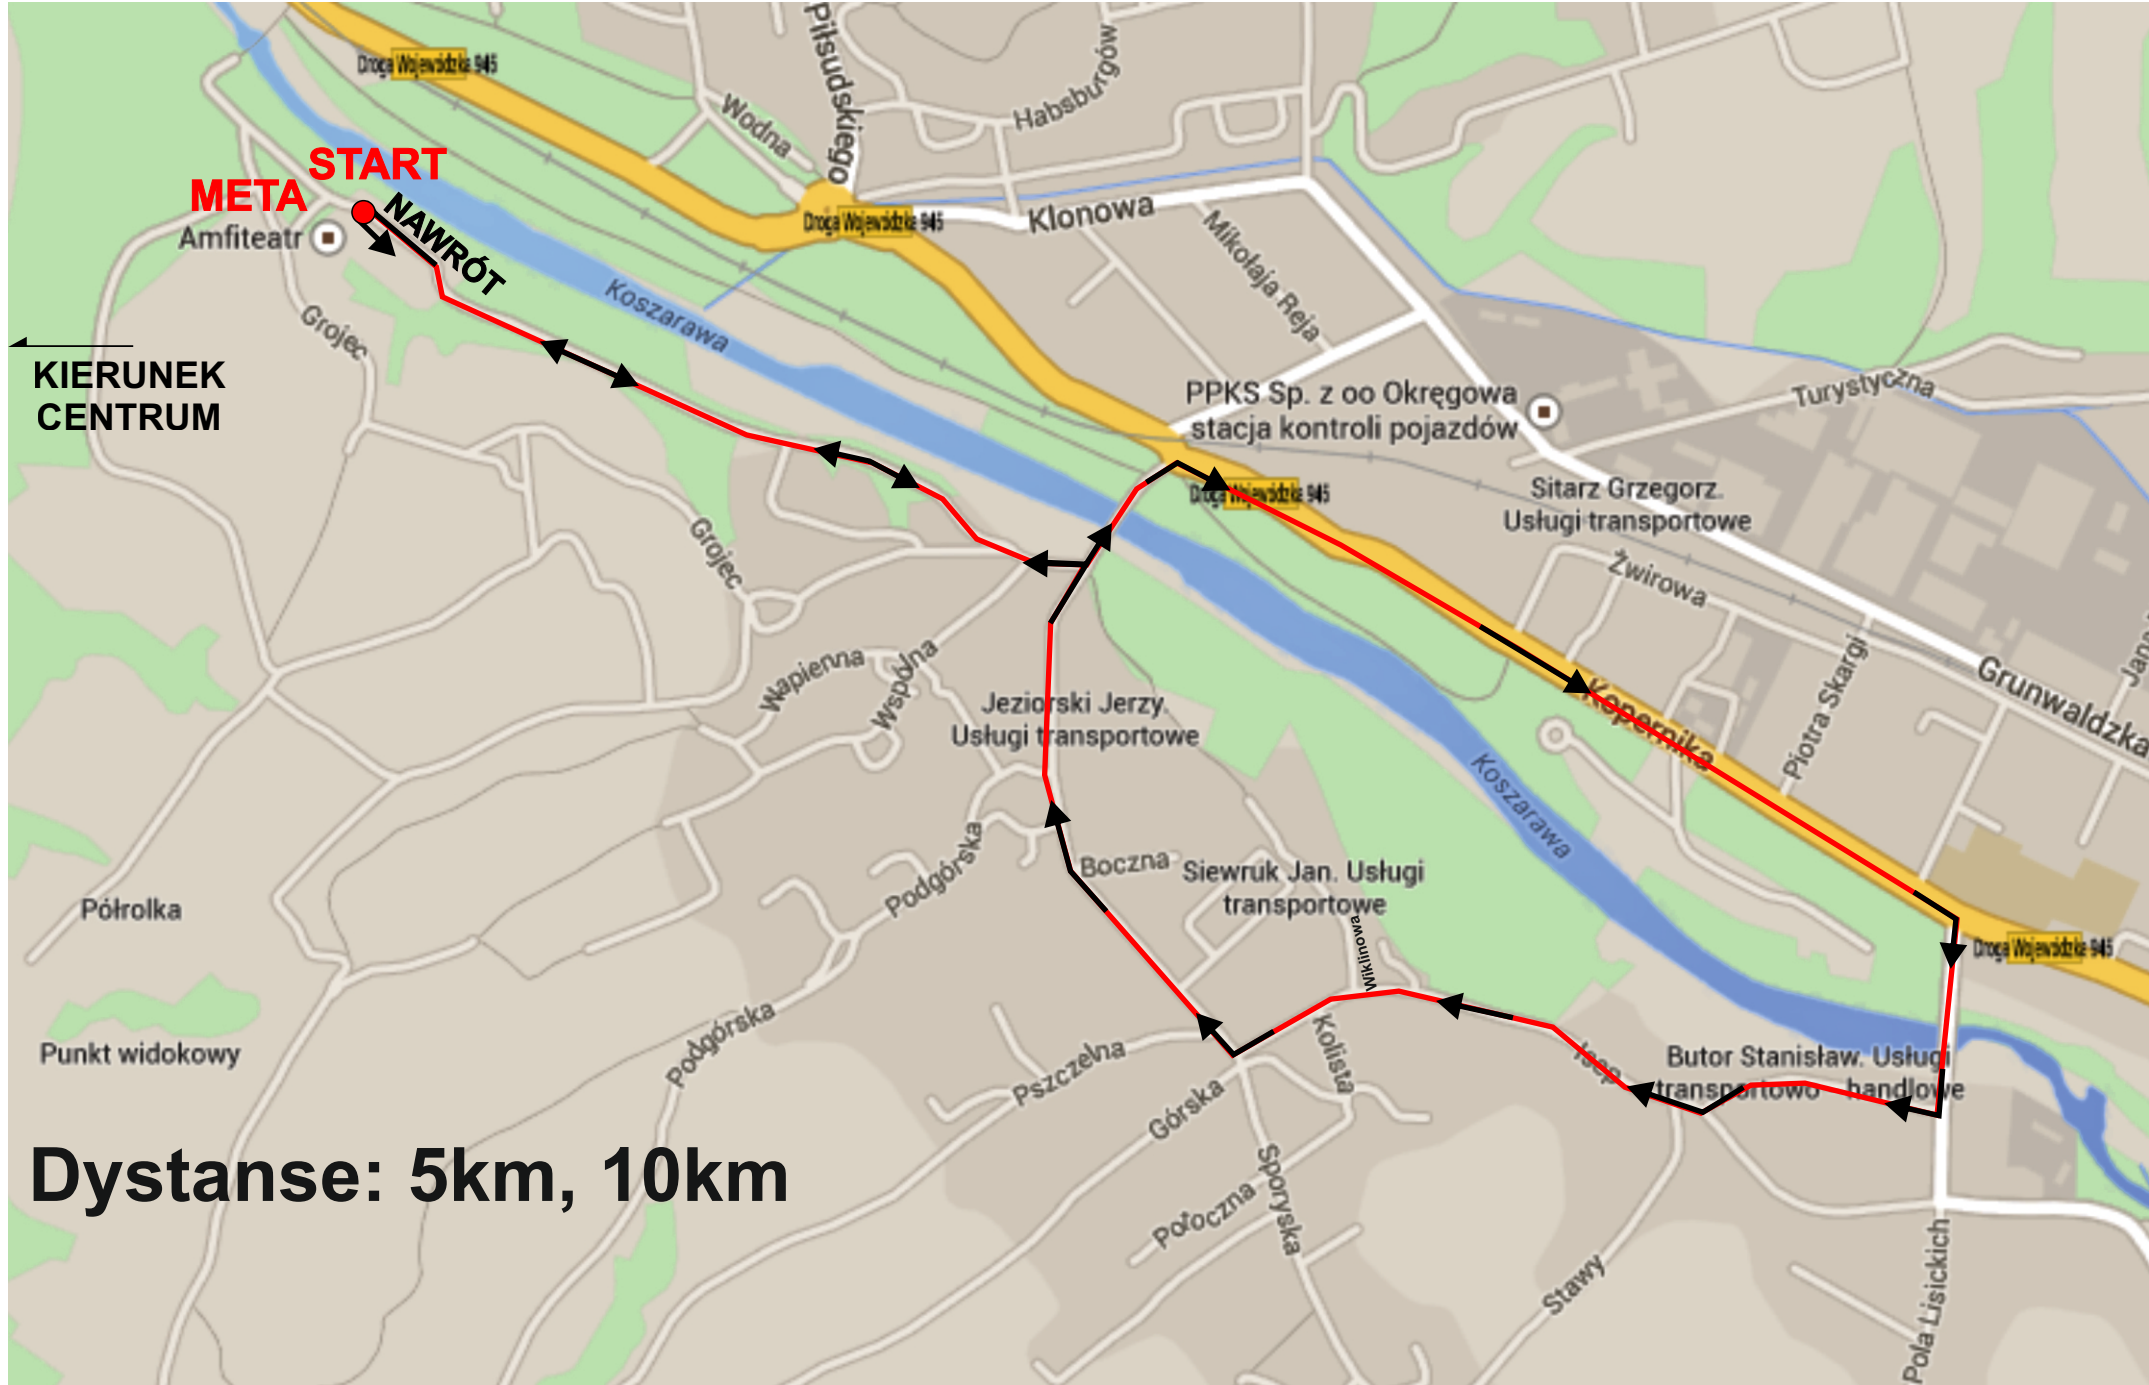 Piłsudskiego
Droga Wojewódzka 945
Habsburgów
Wodna
START
META
NAWRÓT
Amfiteatr
Klonowa
Droga Wojewódzka 945
Mikołaja Reja
Koszarawa
Grojec
KIERUNEK
CENTRUM
PPKS Sp. z oo Okręgowa
stacja kontroli pojazdów
Turystyczna
Droga Wojewódzka 945
Sitarz Grzegorz.
Usługi transportowe
Grojec
Żwirowa
Jana
Wapienna
Wspólna
Piotra Skargi
Grunwaldzka
Jeziorski Jerzy.
Usługi transportowe
Kopernika
Koszarawa
Podgórska
Boczna
Siewruk Jan. Usługi
transportowe
Półrolka
Wiklinowa
Droga Wojewódzka 945
Punkt widokowy
Podgórska
Pszczelna
Kolista
Isep
Butor Stanisław. Usługi
transportowo - handlowe
Górska
Dystanse: 5km, 10km
Potoczna
Sporyska
Stawy
Pola Lisickich